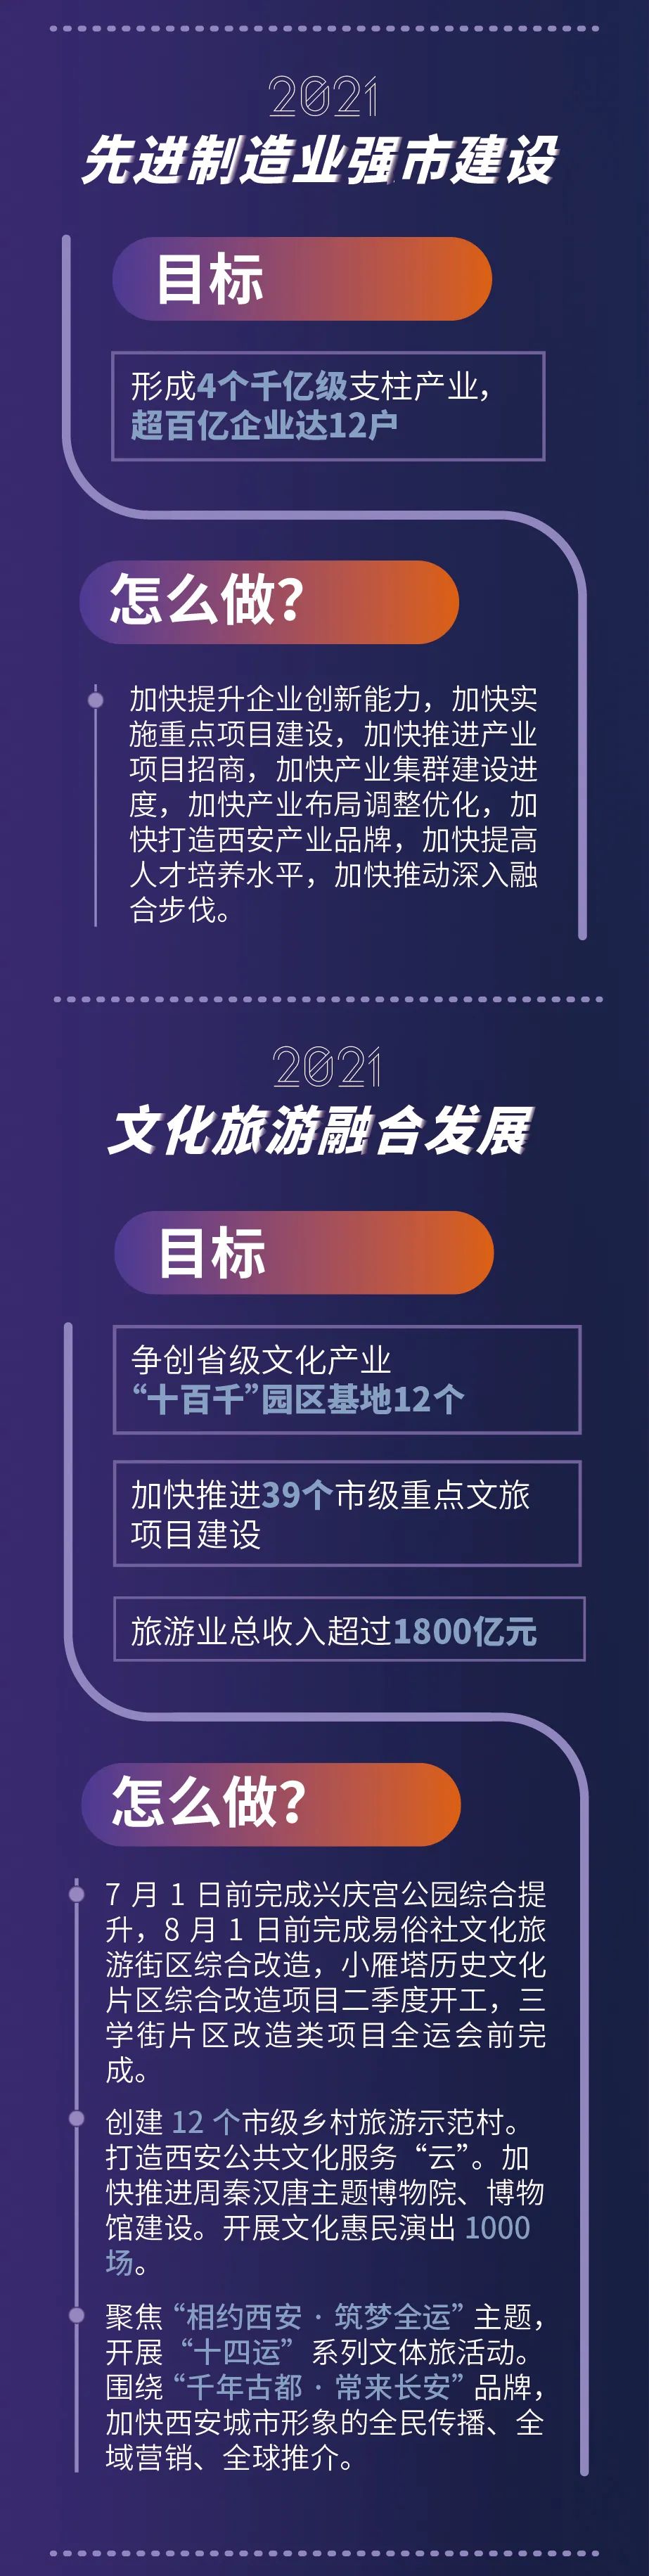 2021
先进制造业强市建设
目标
形成4个千亿级支柱产业，
超百亿企业达12户
怎么做？
加快提升企业创新能力，加快实
施重点项目建设，加快推进产业
项目招商，加快产业集群建设进
度，加快产业布局调整优化，加
快打造西安产业品牌，加快提高
人才培养水平，加快推动深入融
合步伐。
2021
文化旅游融合发展
目标
争创省级文化产业
“十百千”园区基地12个
加快推进39个市级重点文旅
项目建设
旅游业总收入超过1800亿元
怎么做？
7 月 1 日前完成兴庆宫公园综合提
升，8 月 1 日前完成易俗社文化旅
游街区综合改造，小雁塔历史文化
片区综合改造项目二季度开工，三
学街片区改造类项目全运会前完
成。
创建 12 个市级乡村旅游示范村。
打造西安公共文化服务“云”。加
快推进周秦汉唐主题博物院、博物
馆建设。开展文化惠民演出 1000
场。
聚焦“相约西安 · 筑梦全运”主题，
开展“十四运”系列文体旅活动。
围绕“千年古都 · 常来长安”品牌，
加快西安城市形象的全民传播、全
域营销、全球推介。